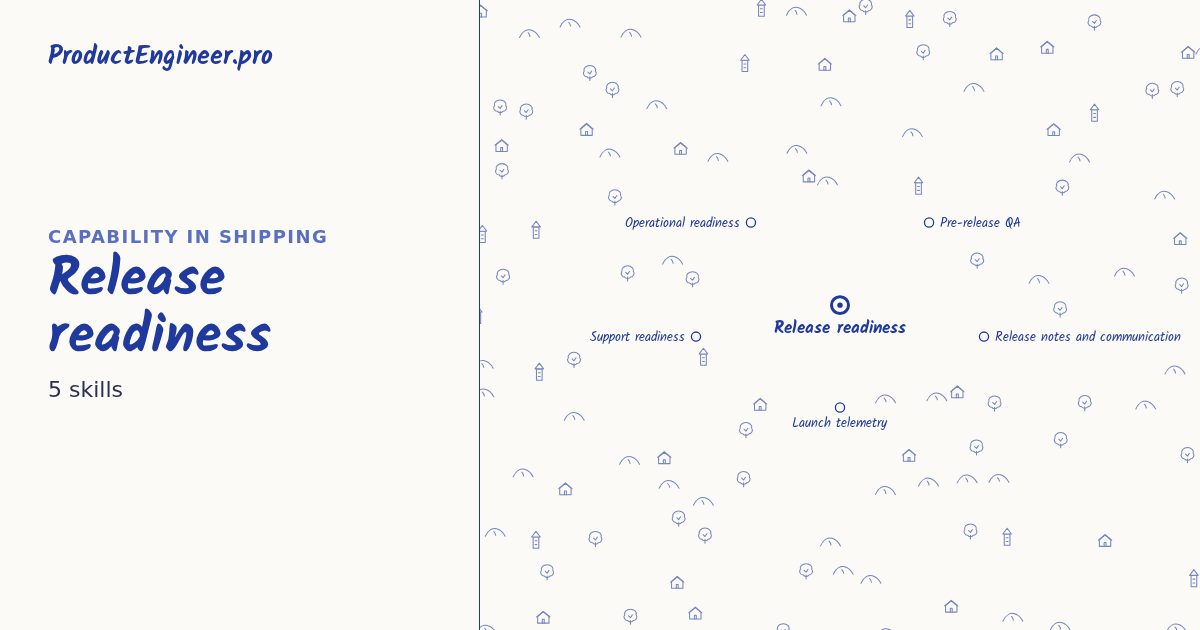 ProductEngineer.pro
CAPABILITY IN SHIPPING
Release
readiness
5 skills
Operational readiness
Pre-release QA
Release readiness
Support readiness
Release notes and communication
Launch telemetry